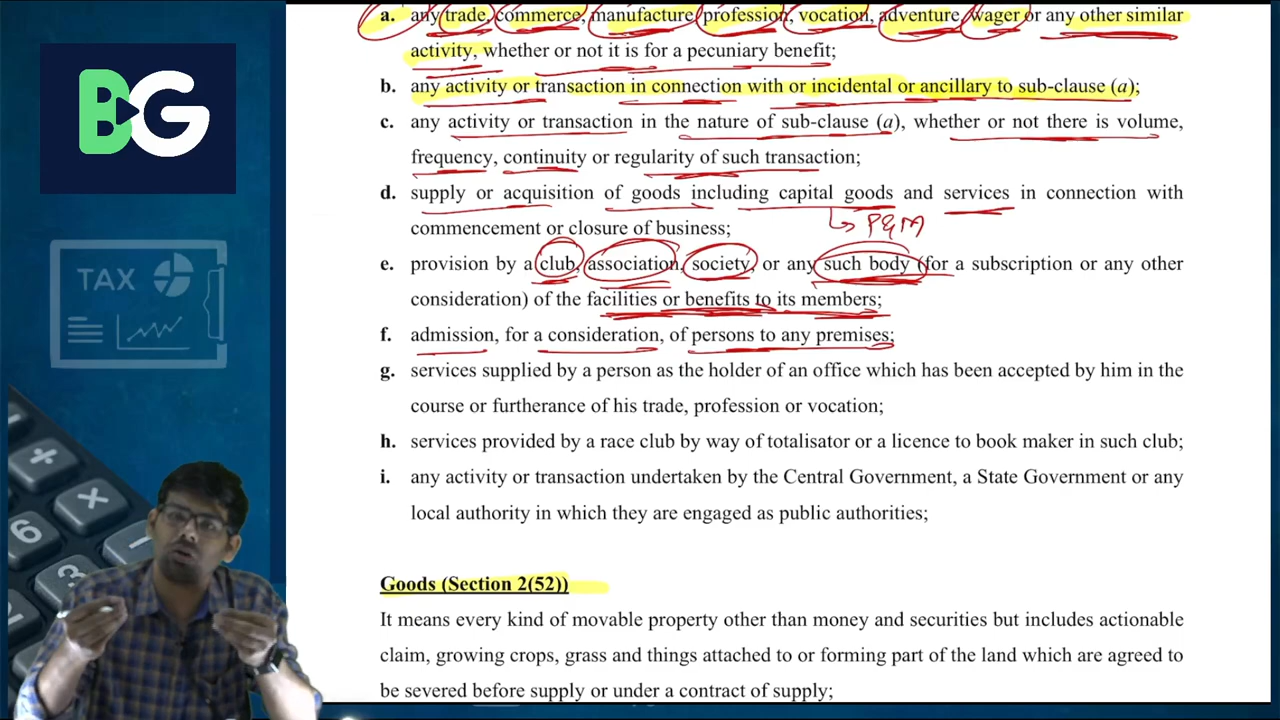 BG
TAX
a. any trade, commerce, manufacture profession, vocation, adventure, wager or any other similar
activity, whether or not it is for a pecuniary benefit;
b. any activity or transaction in connection with or incidental or ancillary to sub-clause (a);
c. any activity or transaction in the nature of sub-clause (a), whether or not there is volume,
frequency, continuity or regularity of such transaction;
d. supply or acquisition of goods including capital goods and services in connection with
P&M
commencement or closure of business;
e. provision by a club, association, society, or any such body (for a subscription or any other
consideration) of the facilities or benefits to its members;
f. admission, for a consideration, of persons to any premises;
g. services supplied by a person as the holder of an office which has been accepted by him in the
course or furtherance of his trade, profession or vocation;
h. services provided by a race club by way of totalisator or a licence to book maker in such club;
i. any activity or transaction undertaken by the Central Government, a State Government or any
local authority in which they are engaged as public authorities;
Goods (Section 2(52))
It means every kind of movable property other than money and securities but includes actionable
claim, growing crops, grass and things attached to or forming part of the land which are agreed to
be severed before supply or under a contract of supply;